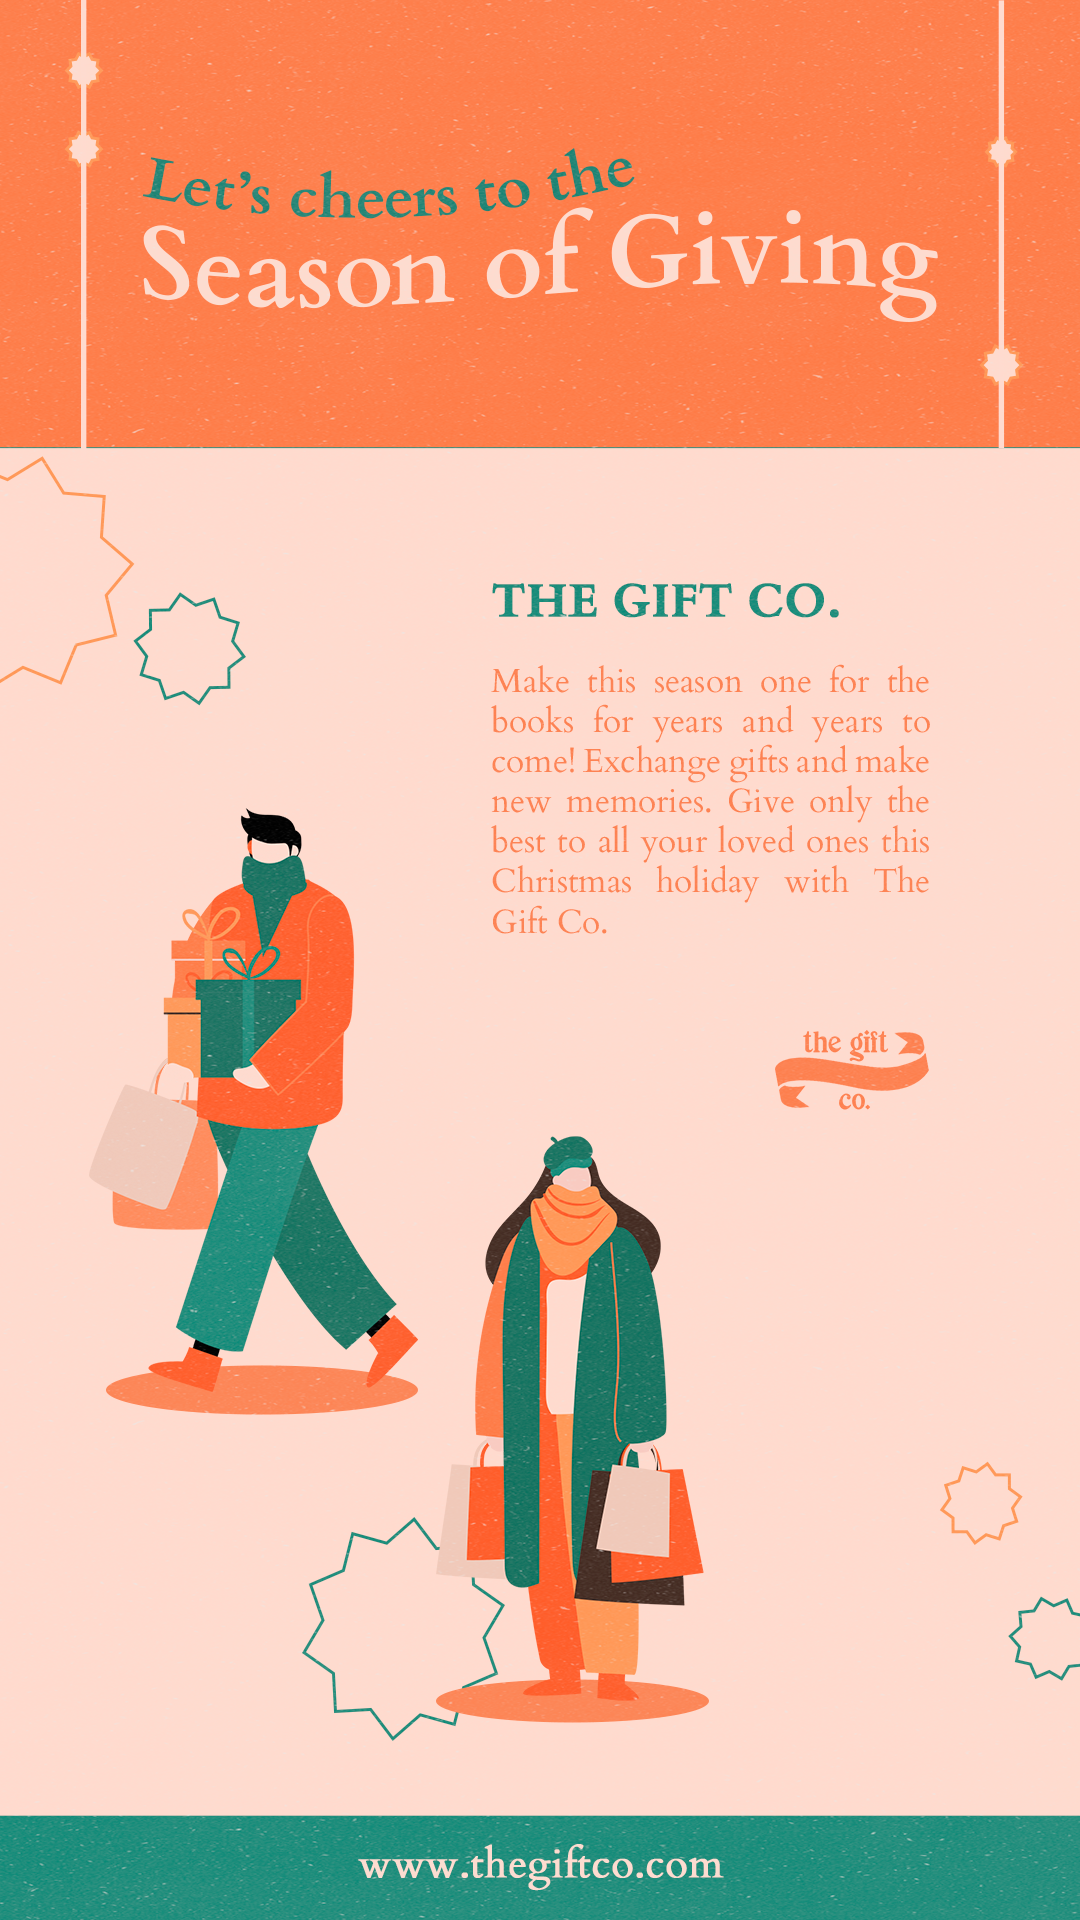 Let's cheers to the
Season of Giving
THE GIFT CO.
Make this season one for the
books for years and years to
come! Exchange gifts and make
new memories. Give only the
best to all your loved ones this
Christmas holiday with The
Gift Co.
the gift
co.
www.thegiftco.com